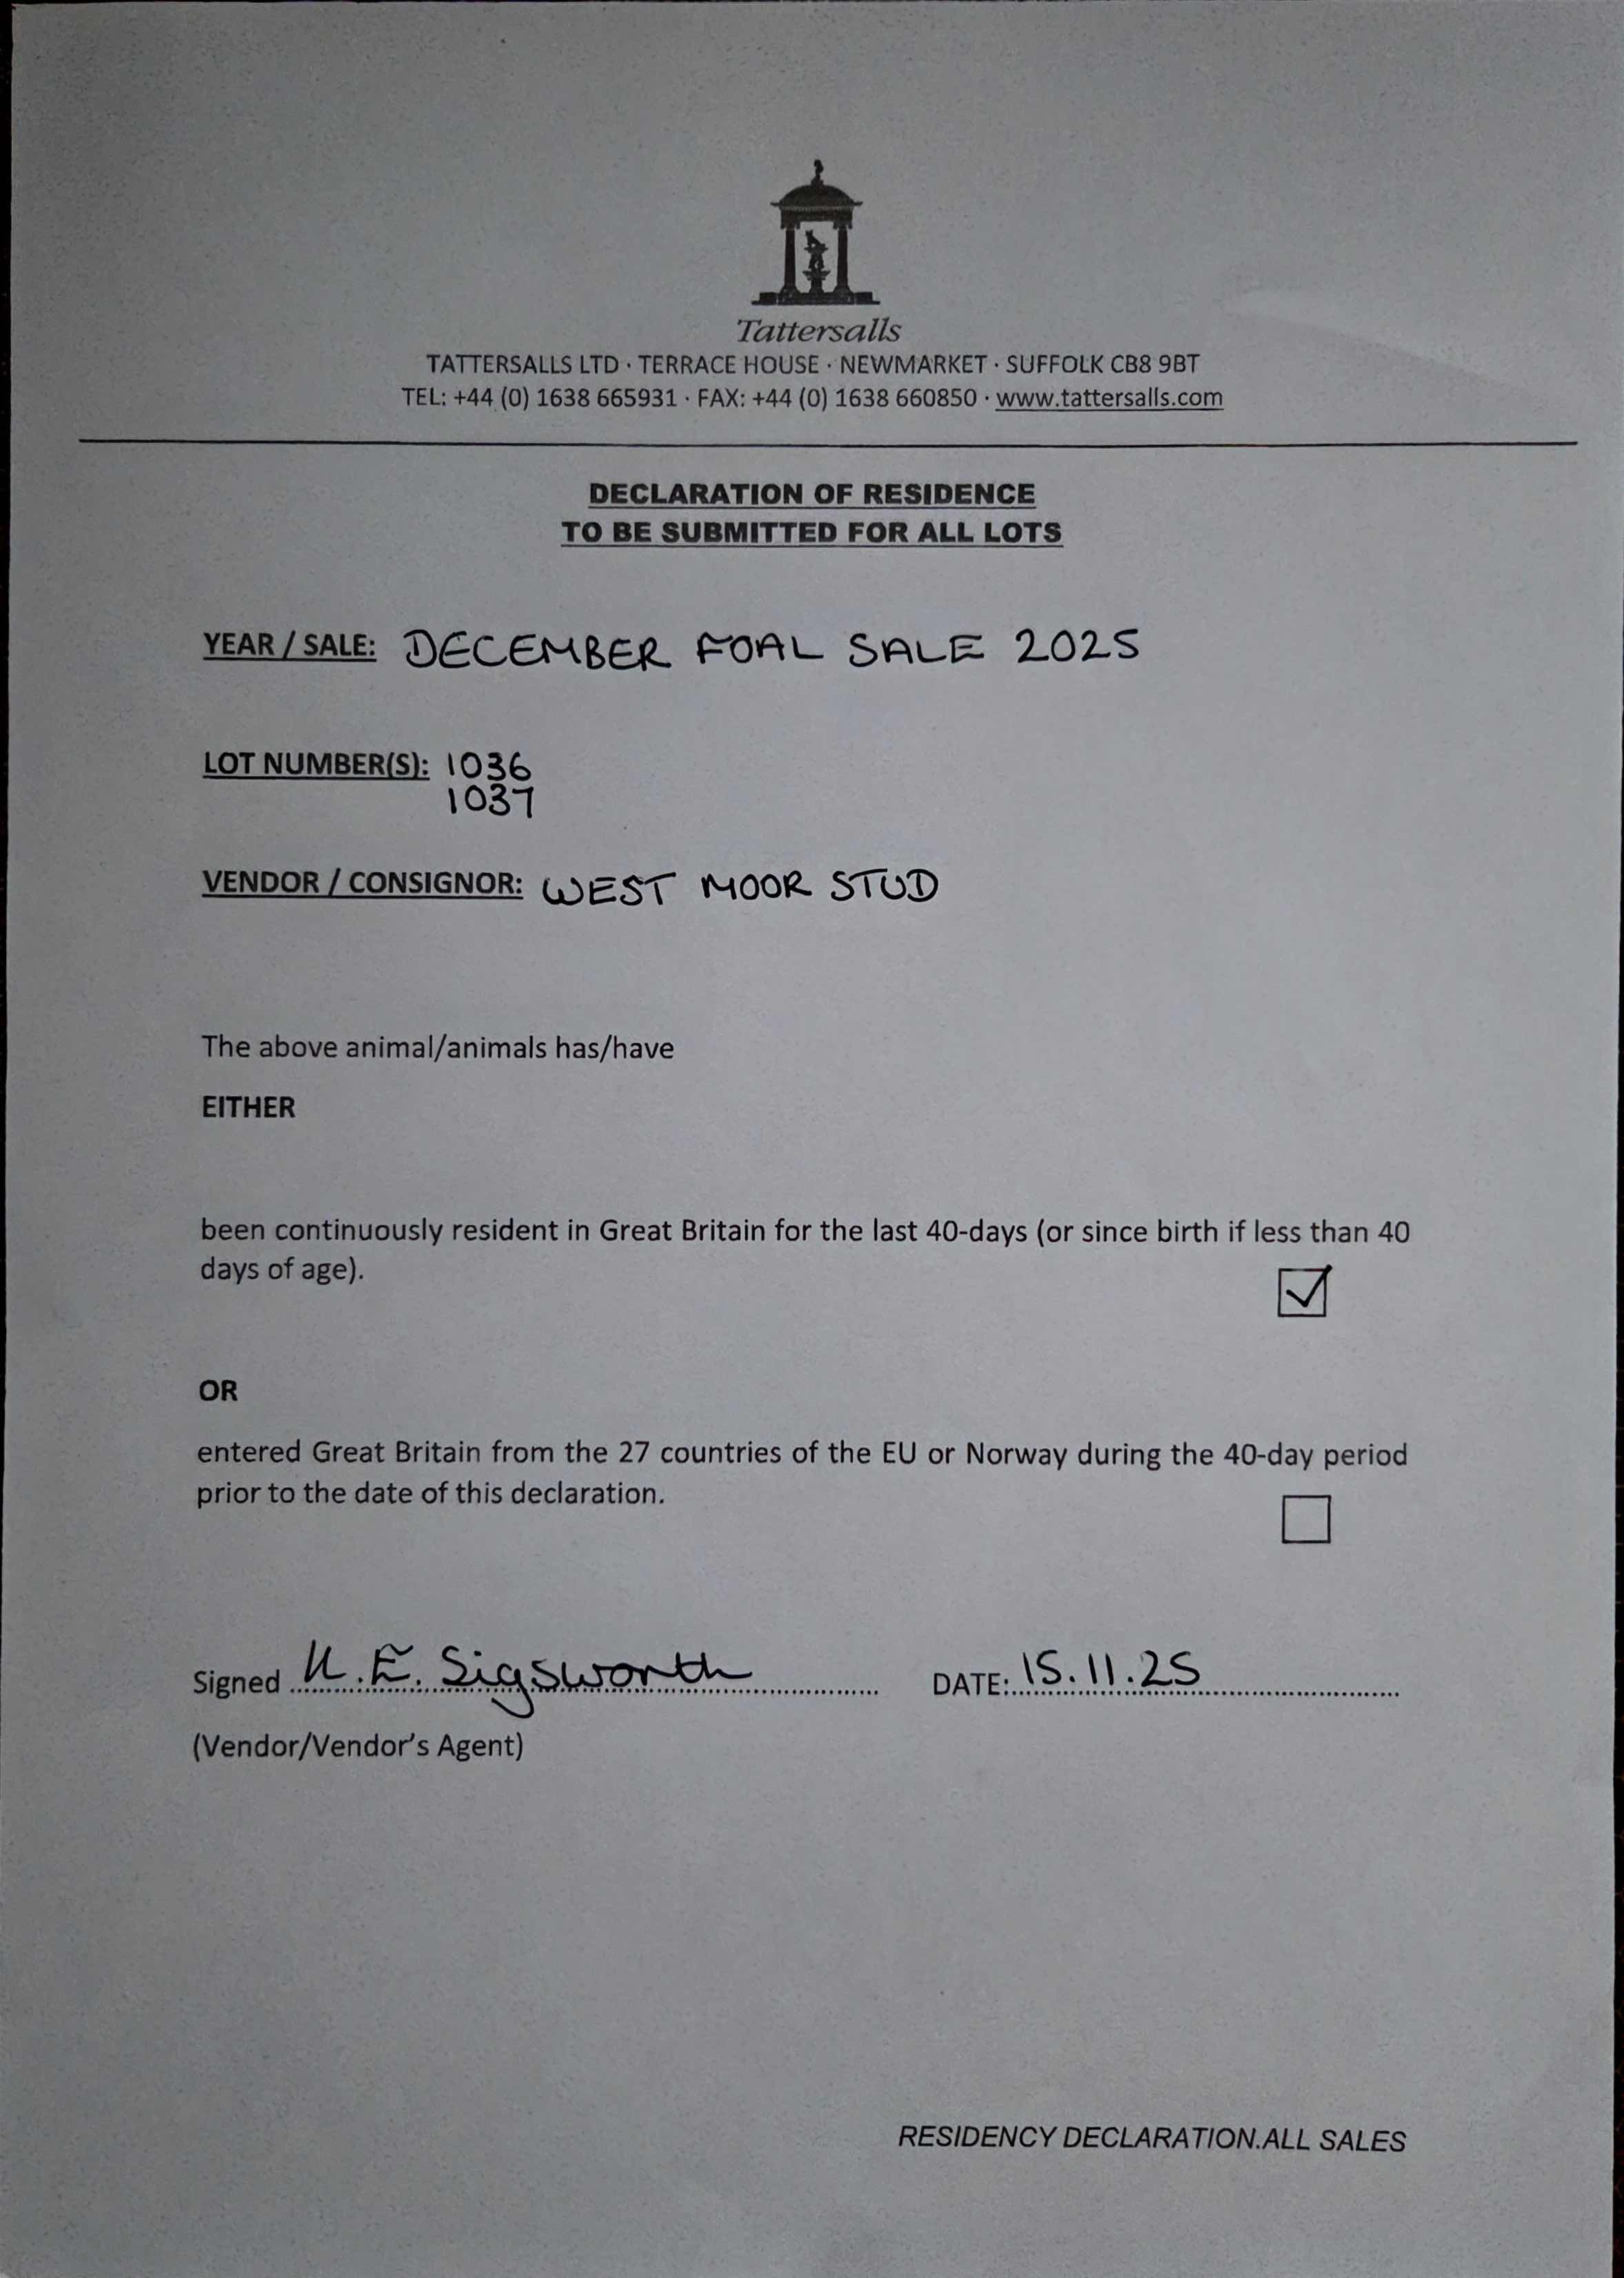 Tattersalls
TATTERSALLS LTD · TERRACE HOUSE · NEWMARKET · SUFFOLK CB8 9BT
TEL: +44 (0) 1638 665931 · FAX: +44 (0) 1638 660850 · www.tattersalls.com
DECLARATION OF RESIDENCE
TO BE SUBMITTED FOR ALL LOTS
YEAR / SALE: DECEMBER FOAL SALE 2025
LOT NUMBER(S): 1036
1037
VENDOR / CONSIGNOR: WEST MOOR STUD
The above animal/animals has/have
EITHER
been continuously resident in Great Britain for the last 40-days (or since birth if less than 40
days of age).
OR
entered Great Britain from the 27 countries of the EU or Norway during the 40-day period
prior to the date of this declaration.
Signed K.E. Sigsworth DATE: 15.11.25
(Vendor/Vendor's Agent)
RESIDENCY DECLARATION.ALL SALES